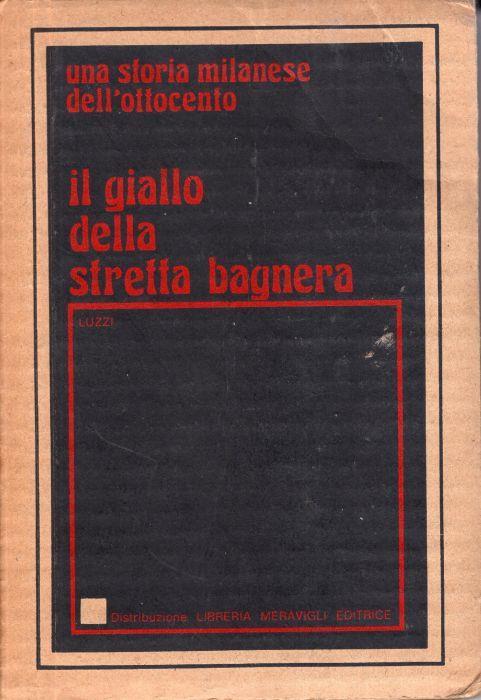 una storia milanese
dell'ottocento
il giallo
della
stretta bagnera
LUZZI
Distribuzione LIBRERIA MERAVIGLI EDITRICE